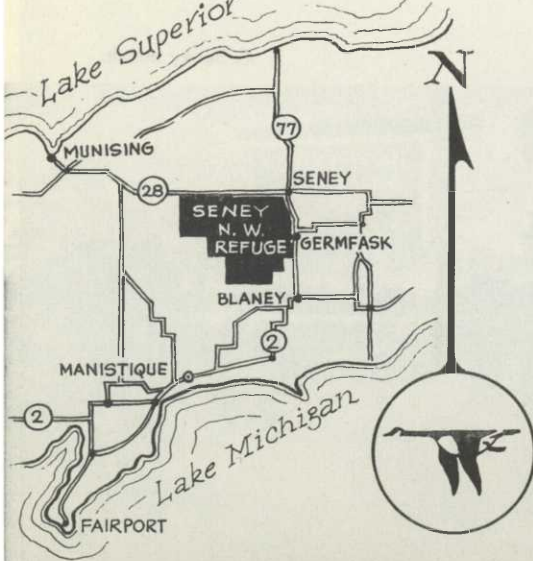 Lake Superior
N
77
MUNISING
28
SENEY
SENEY
N. W.
REFUGE
GERMFASK
BLANEY
2
MANISTIQUE
2
Lake Michigan
FAIRPORT